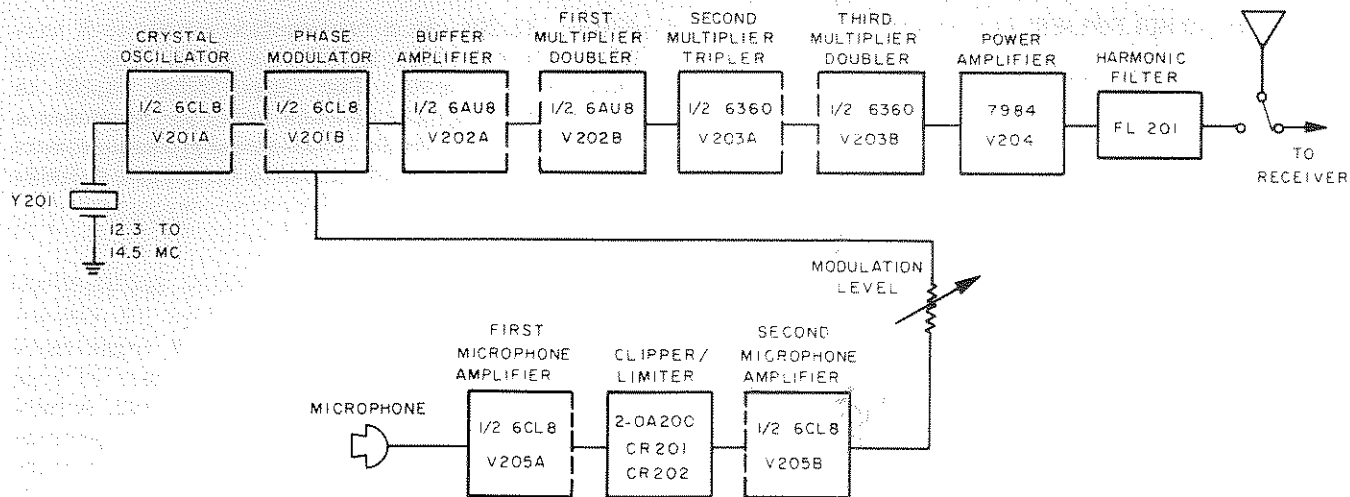 CRYSTAL
OSCILLATOR
PHASE
MODULATOR
BUFFER
AMPLIFIER
FIRST
MULTIPLIER
DOUBLER
SECOND
MULTIPLIER
TRIPLER
THIRD
MULTIPLIER
DOUBLER
POWER
AMPLIFIER
HARMONIC
FILTER
1/2 6CL8
V201A
1/2 6CL8
V201B
1/2 6AU8
V202A
1/2 6AU8
V202B
1/2 6360
V203A
1/2 6360
V203B
7984
V204
FL 201
TO
RECEIVER
Y201
12.3 TO
14.5 MC
MODULATION
LEVEL
FIRST
MICROPHONE
AMPLIFIER
CLIPPER/
LIMITER
SECOND
MICROPHONE
AMPLIFIER
MICROPHONE
1/2 6CL8
V205A
2-OA200
CR201
CR202
1/2 6CL8
V205B